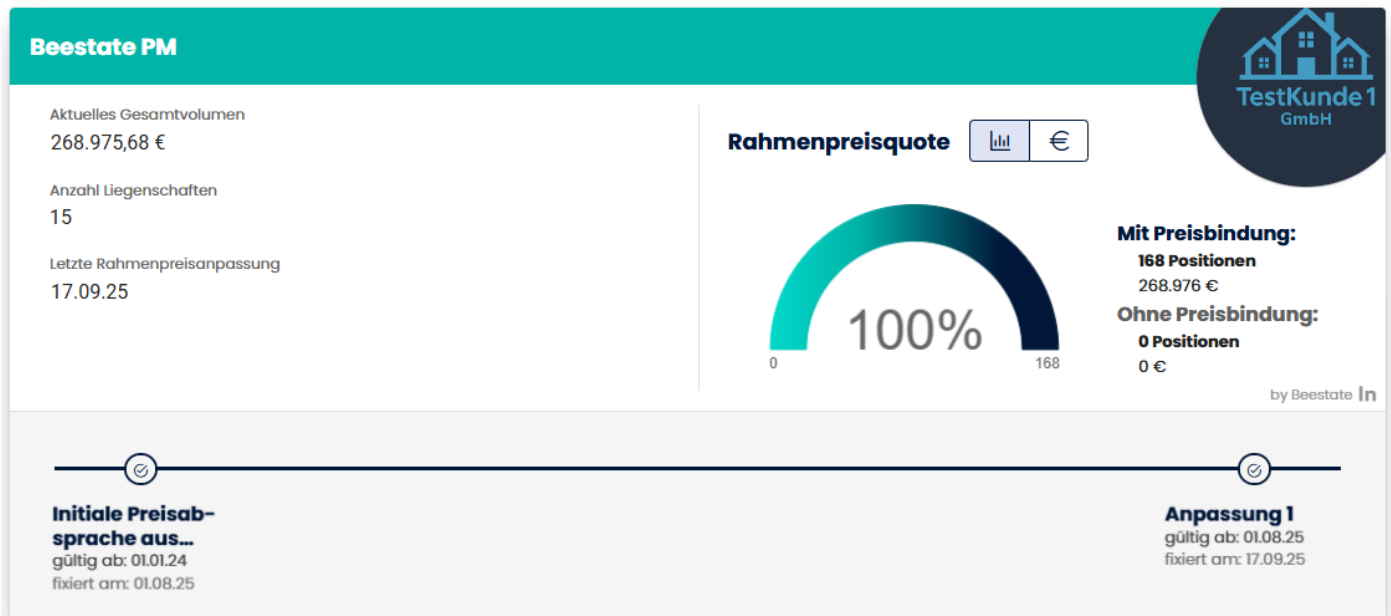 Beestate PM
TestKunde 1
GmbH
Aktuelles Gesamtvolumen
268.975,68 €
Anzahl Liegenschaften
15
Letzte Rahmenpreisanpassung
17.09.25
Rahmenpreisquote
€
100%
0
168
Mit Preisbindung:
168 Positionen
268.976 €
Ohne Preisbindung:
0 Positionen
0 €
by Beestate In
Initiale Preisab-
sprache aus...
gültig ab: 01.01.24
fixiert am: 01.08.25
Anpassung 1
gültig ab: 01.08.25
fixiert am: 17.09.25